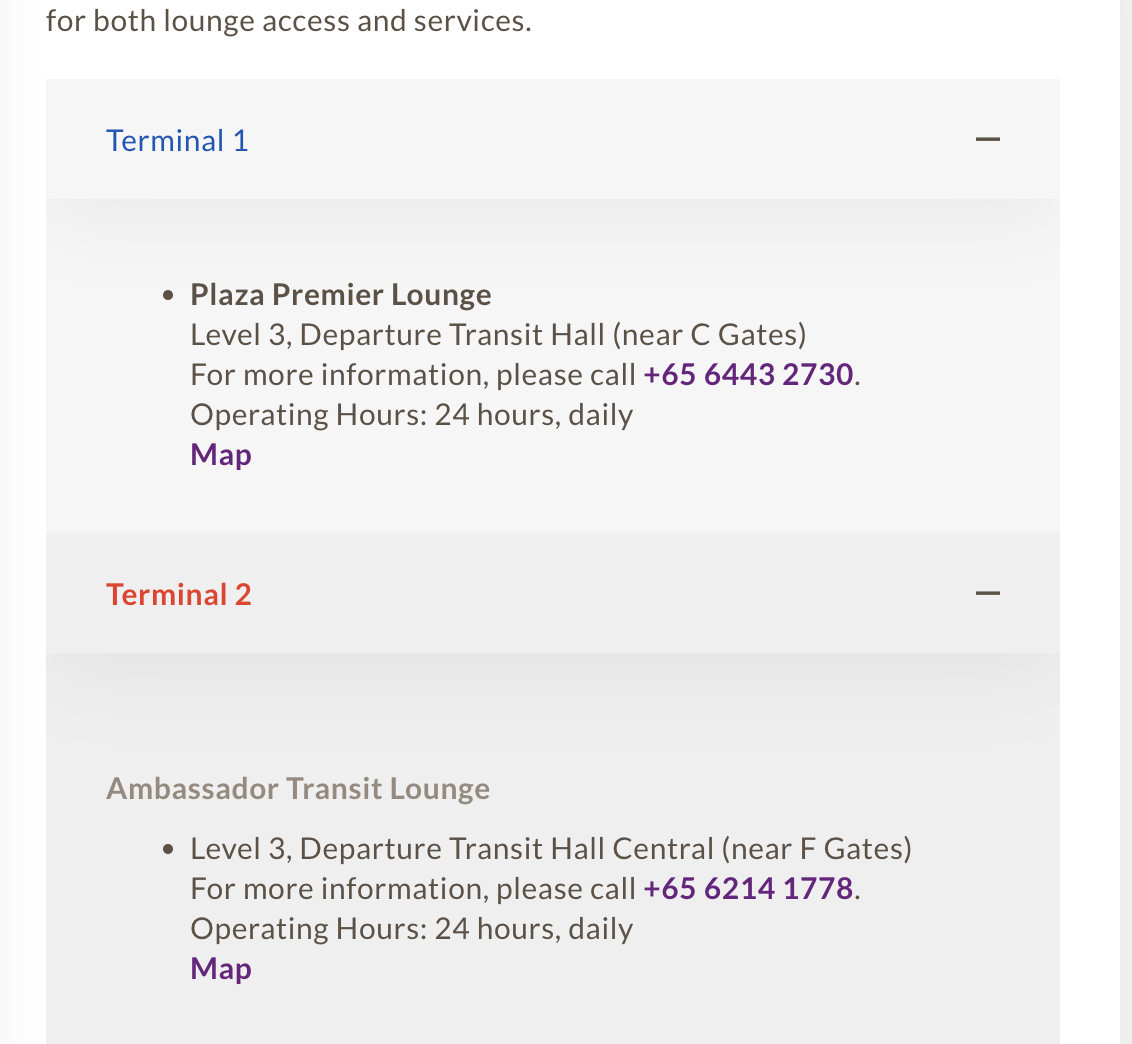 for both lounge access and services.
Terminal 1
Plaza Premier Lounge
Level 3, Departure Transit Hall (near C Gates)
For more information, please call +65 6443 2730.
Operating Hours: 24 hours, daily
Map
Terminal 2
Ambassador Transit Lounge
Level 3, Departure Transit Hall Central (near F Gates)
For more information, please call +65 6214 1778.
Operating Hours: 24 hours, daily
Map